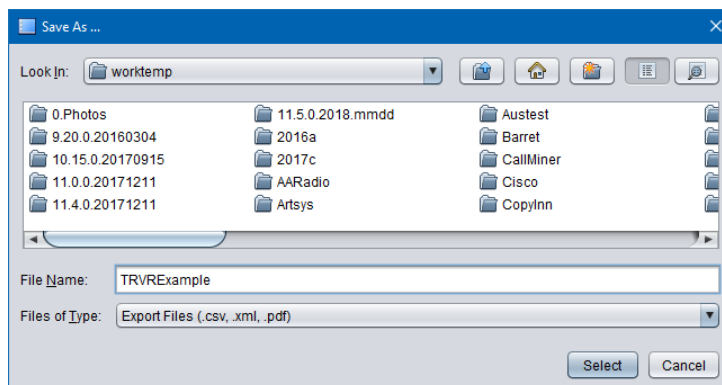 Save As ...
Look In: worktemp
0.Photos 11.5.0.2018.mmdd Austest
9.20.0.20160304 2016a Barret
10.15.0.20170915 2017c CallMiner
11.0.0.20171211 AARadio Cisco
11.4.0.20171211 Artsys CopyInn
File Name: TRVRExample
Files of Type: Export Files (.csv, .xml, .pdf)
Select Cancel